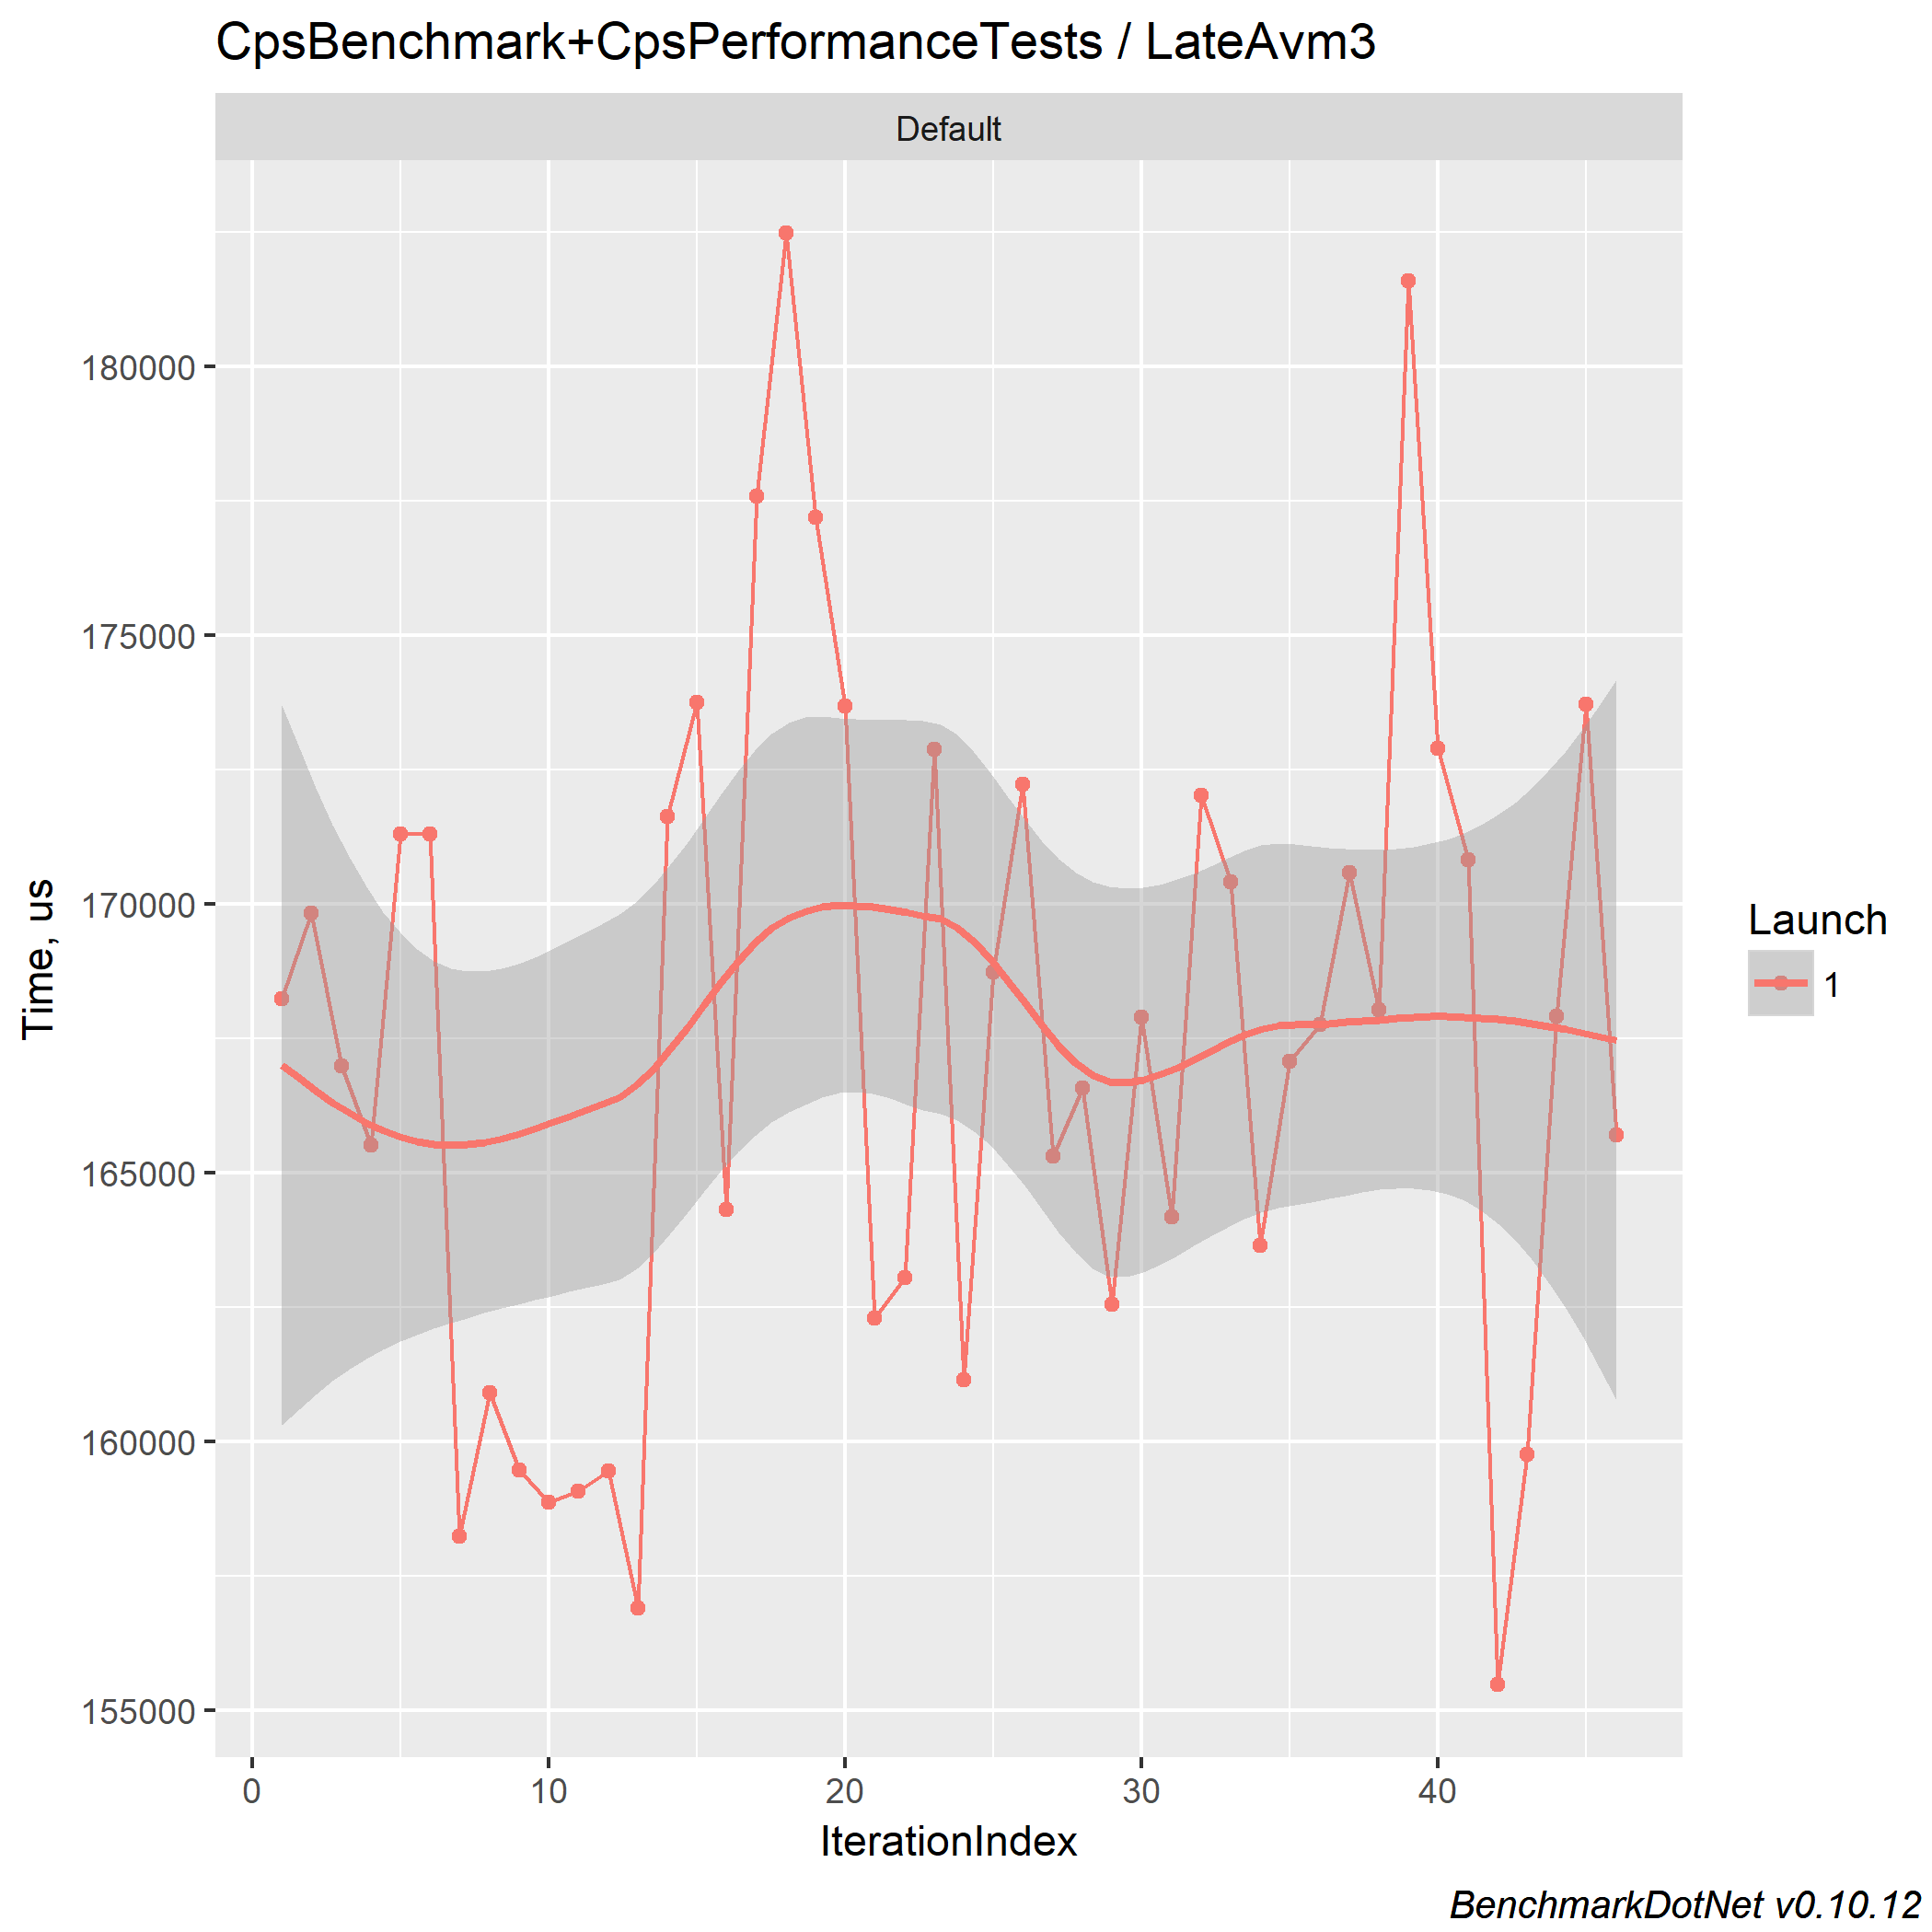 CpsBenchmark+CpsPerformanceTests / LateAvm3
Default
180000
175000
170000
165000
160000
155000
Time, us
0 10 20 30 40
IterationIndex
Launch
1
BenchmarkDotNet v0.10.12